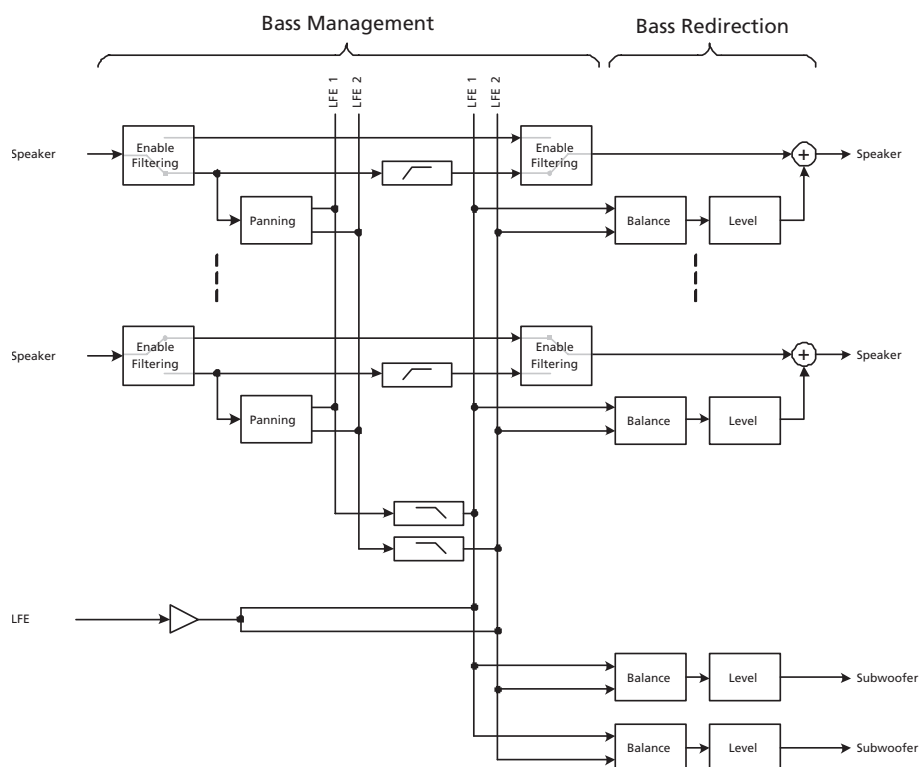 Bass Management
Bass Redirection
LFE 1
LFE 2
LFE 1
LFE 2
Speaker
Enable
Filtering
Enable
Filtering
Speaker
Panning
Balance
Level
Speaker
Enable
Filtering
Enable
Filtering
Speaker
Panning
Balance
Level
LFE
Balance
Level
Subwoofer
Balance
Level
Subwoofer